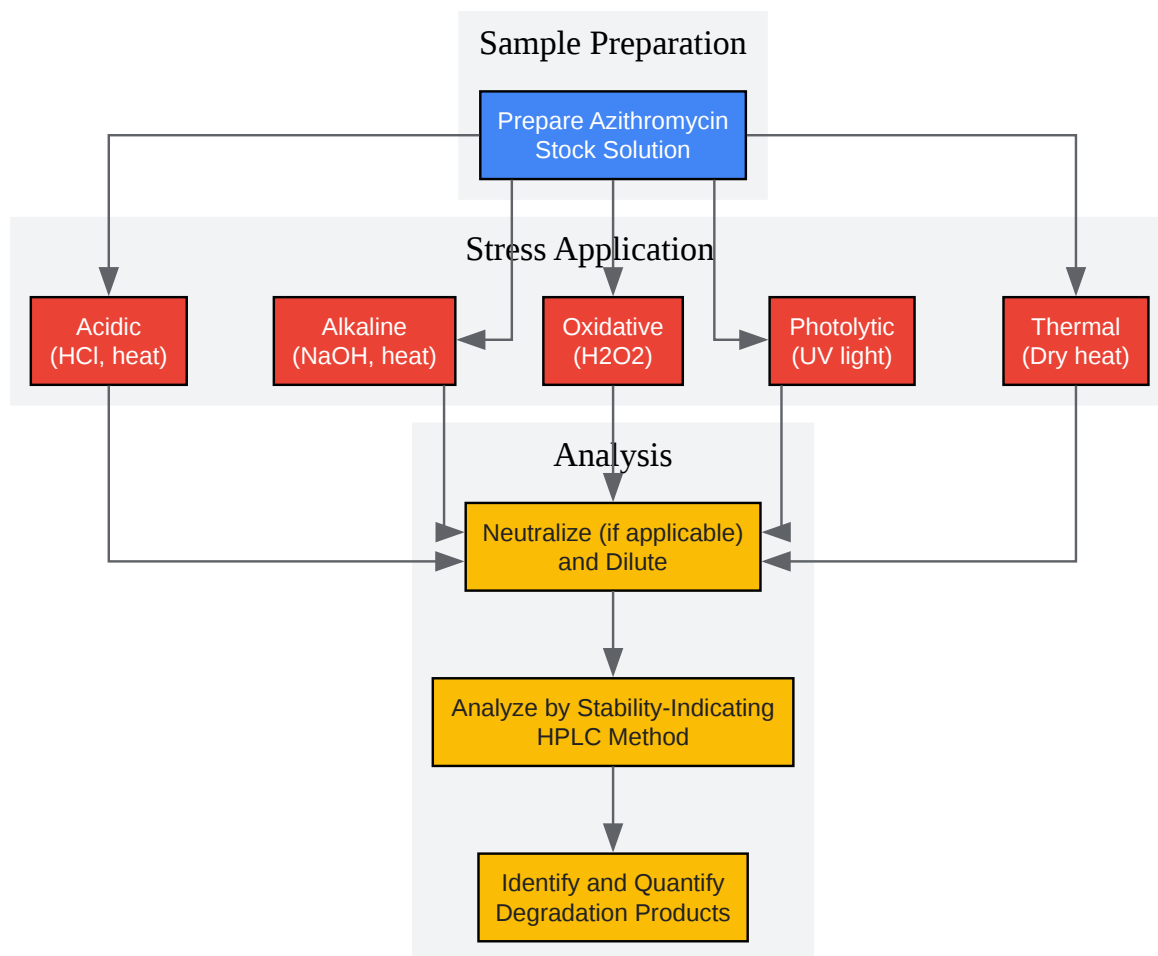 Sample Preparation
Prepare Azithromycin
Stock Solution
Stress Application
Acidic
(HCl, heat)
Alkaline
(NaOH, heat)
Oxidative
(H2O2)
Photolytic
(UV light)
Thermal
(Dry heat)
Analysis
Neutralize (if applicable)
and Dilute
Analyze by Stability-Indicating
HPLC Method
Identify and Quantify
Degradation Products